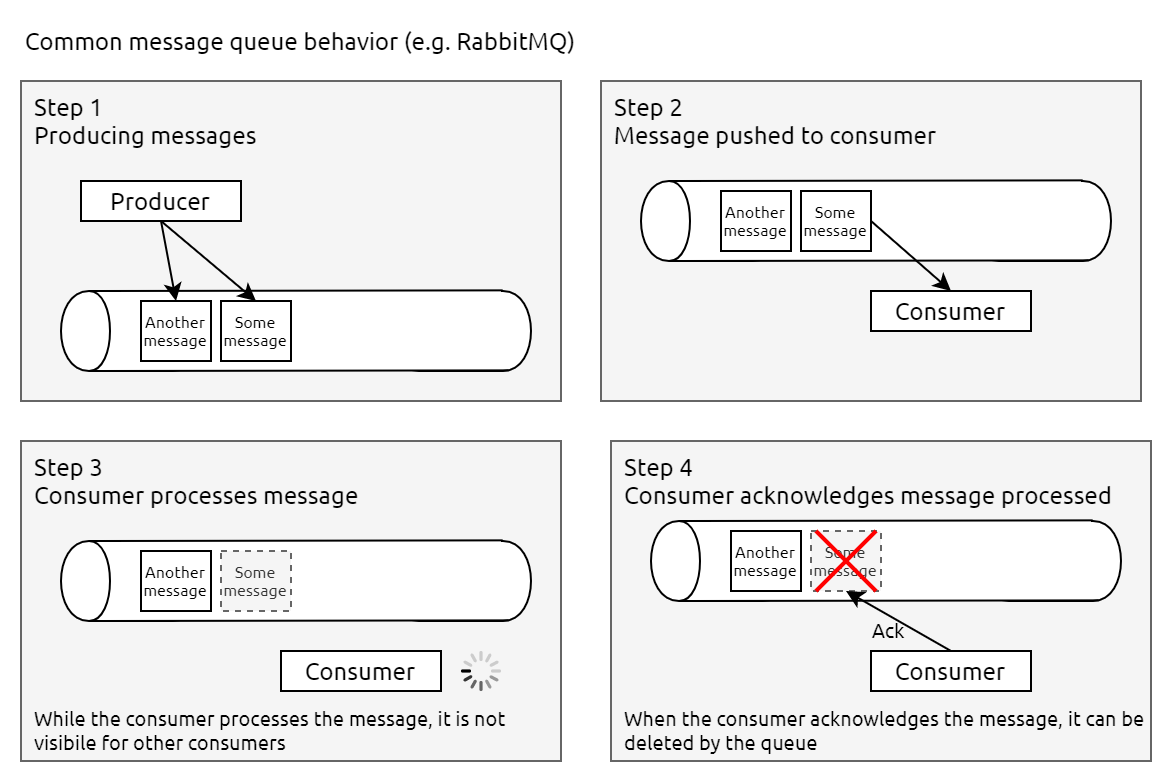 Common message queue behavior (e.g. RabbitMQ)
Step 1
Producing messages
Producer
Another
message
Some
message
Step 2
Message pushed to consumer
Another
message
Some
message
Consumer
Step 3
Consumer processes message
Another
message
Some
message
Consumer
While the consumer processes the message, it is not
visibile for other consumers
Step 4
Consumer acknowledges message processed
Another
message
Some
message
Ack
Consumer
When the consumer acknowledges the message, it can be
deleted by the queue